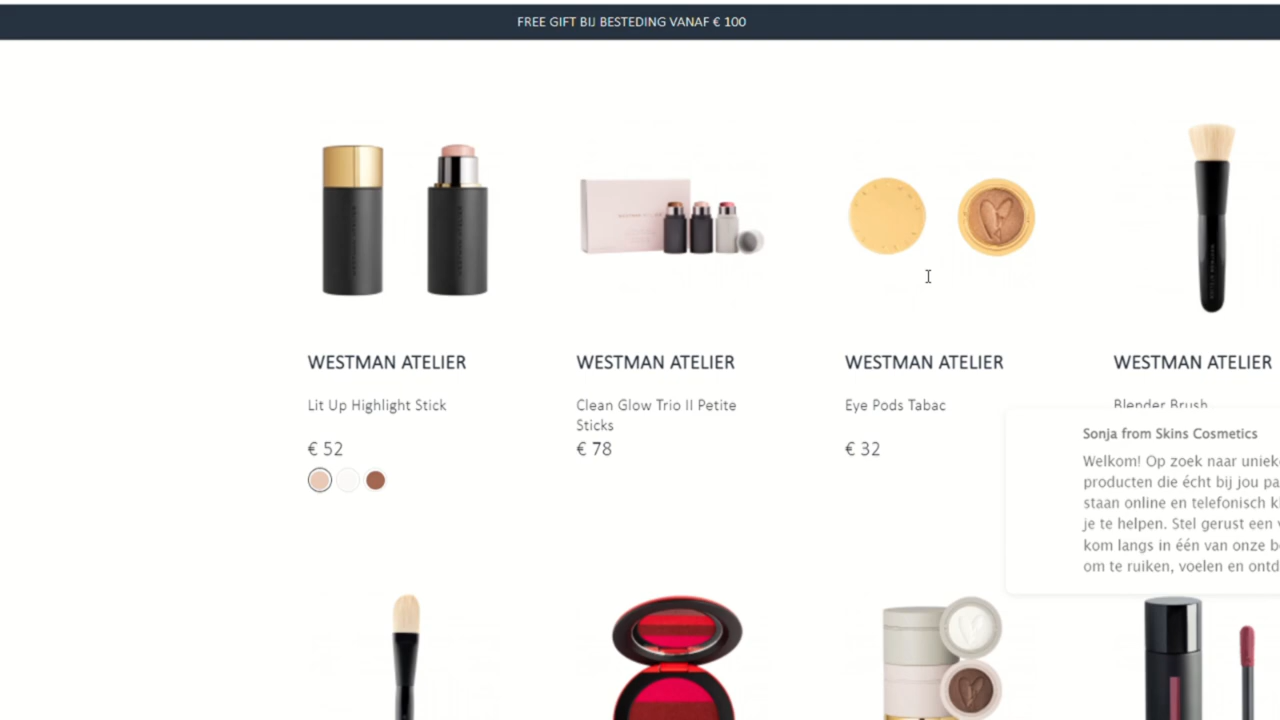 FREE GIFT BIJ BESTEDING VANAF € 100
WESTMAN ATELIER
WESTMAN ATELIER
WESTMAN ATELIER
WESTMAN ATELIER
WESTMAN ATELIER
Lit Up Highlight Stick
Clean Glow Trio II Petite
Sticks
Eye Pods Tabac
Blender Brush
€ 52
€ 78
€ 32
Sonja from Skins Cosmetics
Welkom! Op zoek naar unieke
producten die écht bij jou pa
staan online en telefonisch k
je te helpen. Stel gerust een v
kom langs in één van onze b
om te ruiken, voelen en ontd